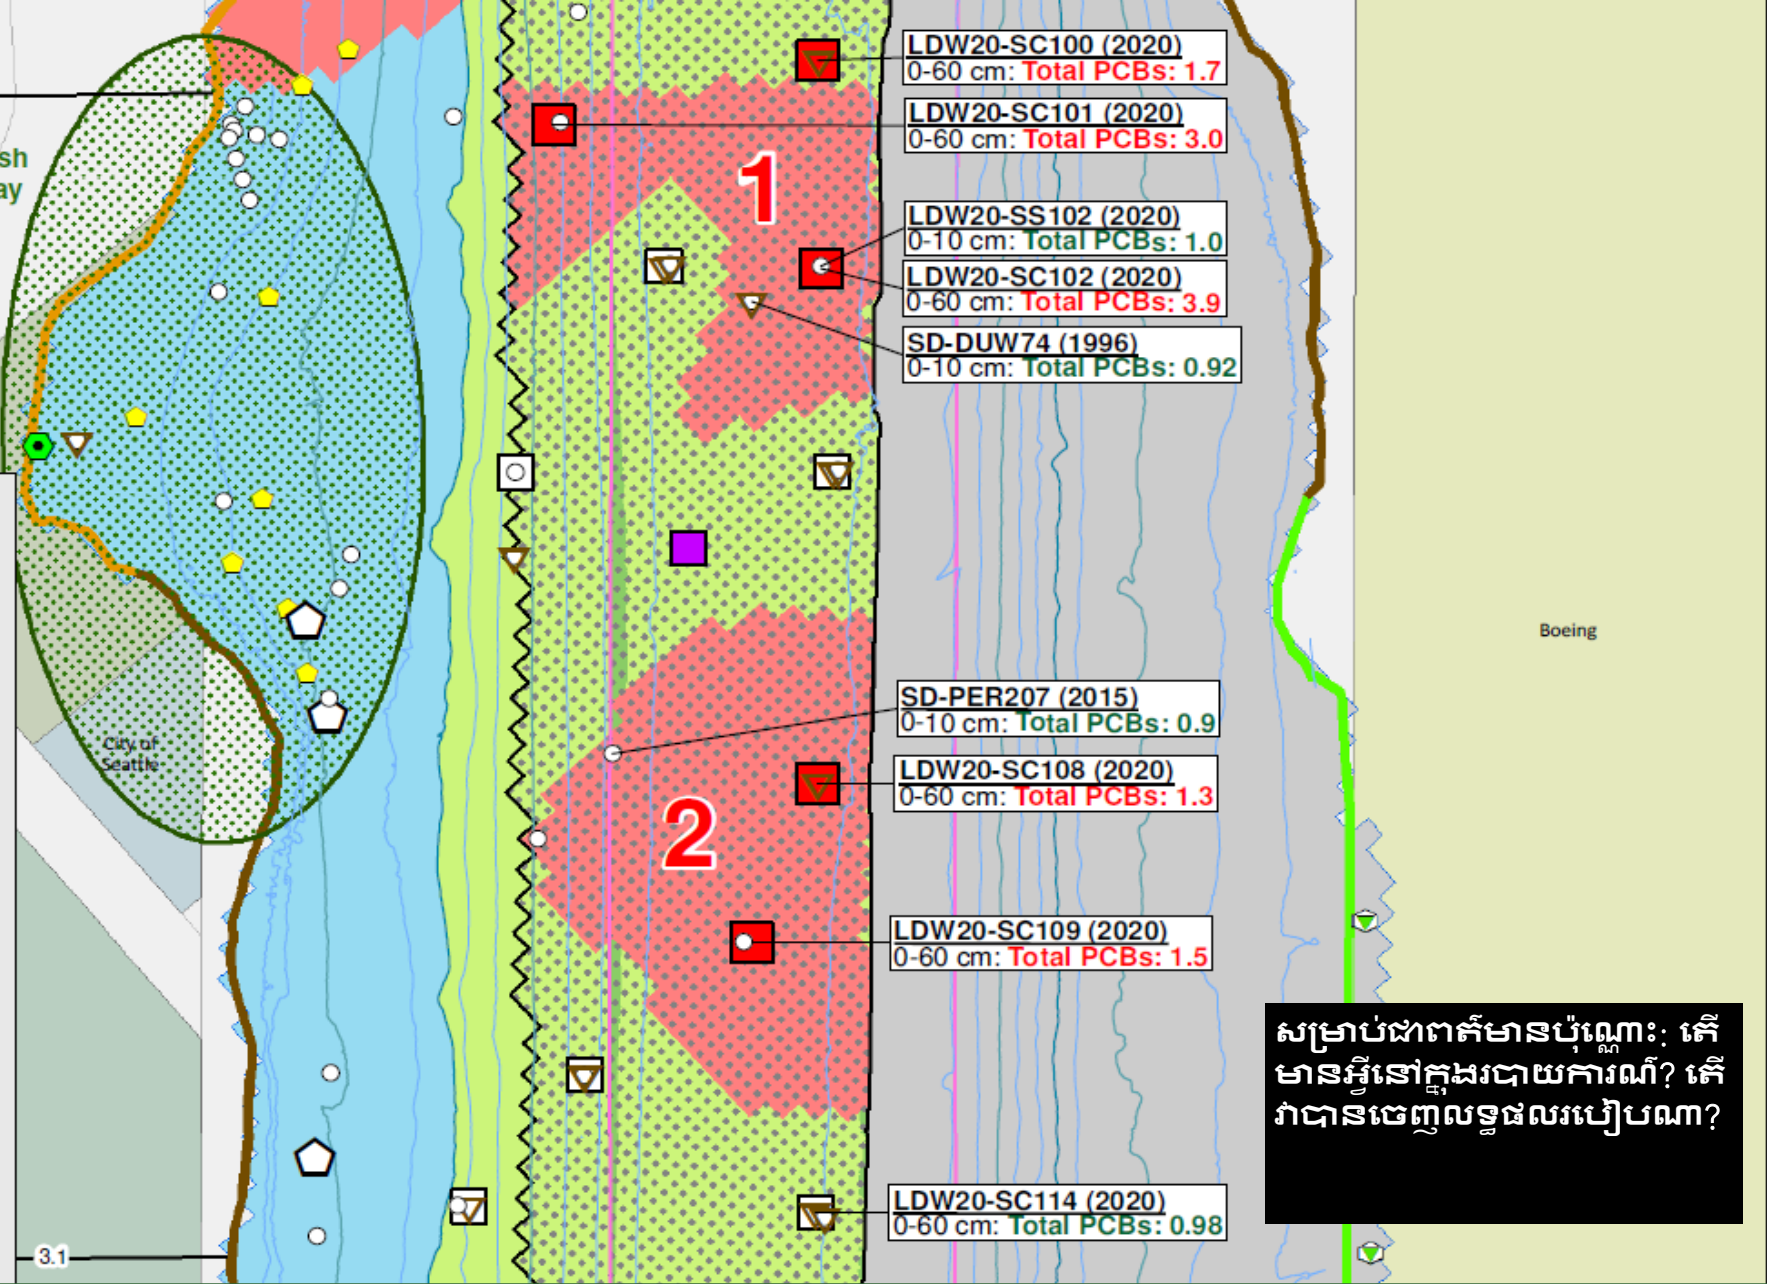 sh
ay
LDW20-SC100 (2020)
0-60 cm: Total PCBs: 1.7
LDW20-SC101 (2020)
0-60 cm: Total PCBs: 3.0
1
LDW20-SS102 (2020)
0-10 cm: Total PCBs: 1.0
LDW20-SC102 (2020)
0-60 cm: Total PCBs: 3.9
SD-DUW74 (1996)
0-10 cm: Total PCBs: 0.92
Boeing
SD-PER207 (2015)
0-10 cm: Total PCBs: 0.9
City of
Seattle
LDW20-SC108 (2020)
0-60 cm: Total PCBs: 1.3
2
LDW20-SC109 (2020)
0-60 cm: Total PCBs: 1.5
សម្រាប់ជាពត៌មានប៉ុណ្ណោះ: តើ
មានអ្វីនៅក្នុងរបាយការណ៍? តើ
វាបានចេញលទ្ធផលរបៀបណា?
LDW20-SC114 (2020)
0-60 cm: Total PCBs: 0.98
3.1